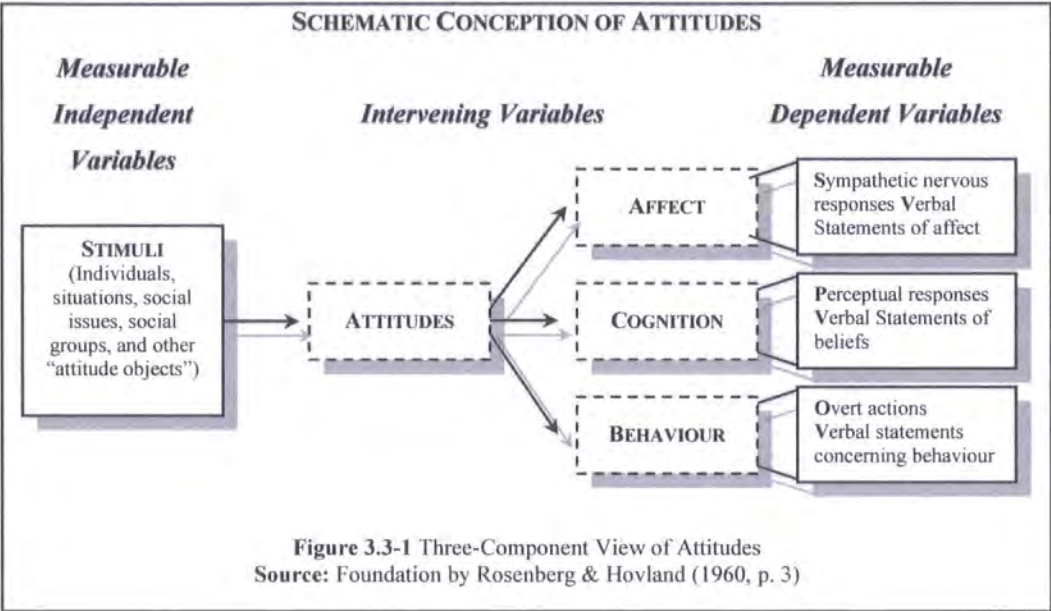 SCHEMATIC CONCEPTION OF ATTITUDES
Measurable
Independent
Variables
Intervening Variables
Measurable
Dependent Variables
STIMULI
(Individuals,
situations, social
issues, social
groups, and other
“attitude objects”)
ATTITUDES
AFFECT
Sympathetic nervous
responses Verbal
Statements of affect
COGNITION
Perceptual responses
Verbal Statements of
beliefs
BEHAVIOUR
Overt actions
Verbal statements
concerning behaviour
Figure 3.3-1 Three-Component View of Attitudes
Source: Foundation by Rosenberg & Hovland (1960, p. 3)